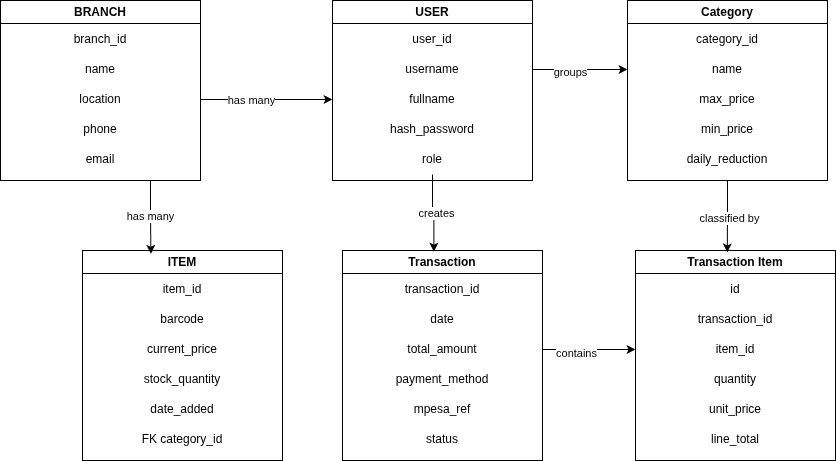 BRANCH
branch_id
name
location
phone
email
has many
USER
user_id
username
fullname
hash_password
role
groups
Category
category_id
name
max_price
min_price
daily_reduction
has many
creates
classified by
ITEM
item_id
barcode
current_price
stock_quantity
date_added
FK category_id
Transaction
transaction_id
date
total_amount
payment_method
mpesa_ref
status
contains
Transaction Item
id
transaction_id
item_id
quantity
unit_price
line_total